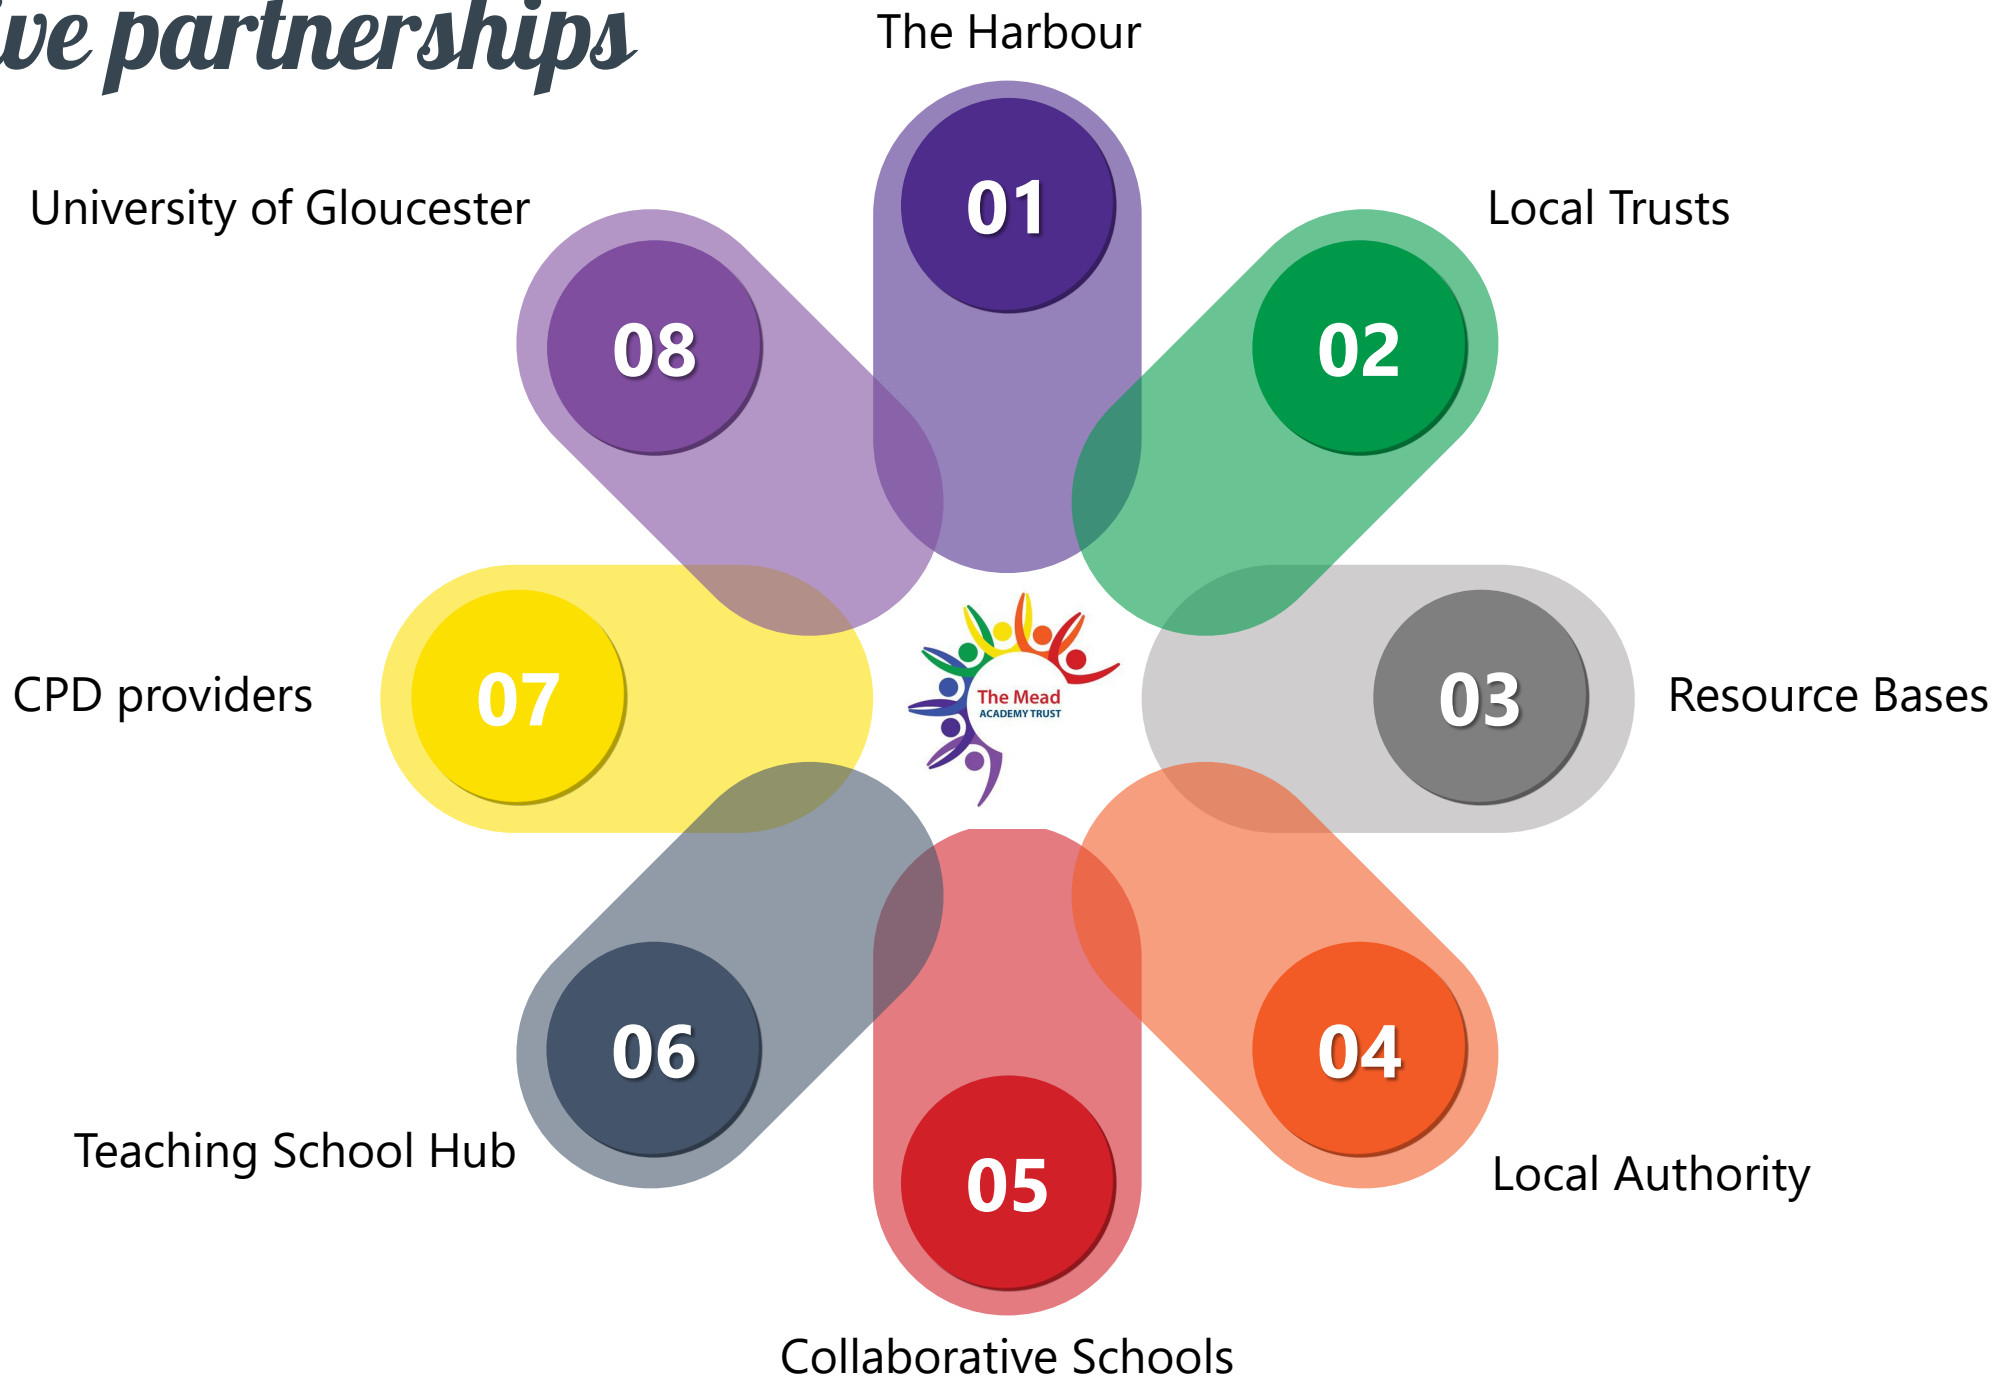 partnerships
The Harbour
01
University of Gloucester
08
02
Local Trusts
CPD providers
07
The Mead
ACADEMY TRUST
03
Resource Bases
06
Teaching School Hub
04
Local Authority
05
Collaborative Schools